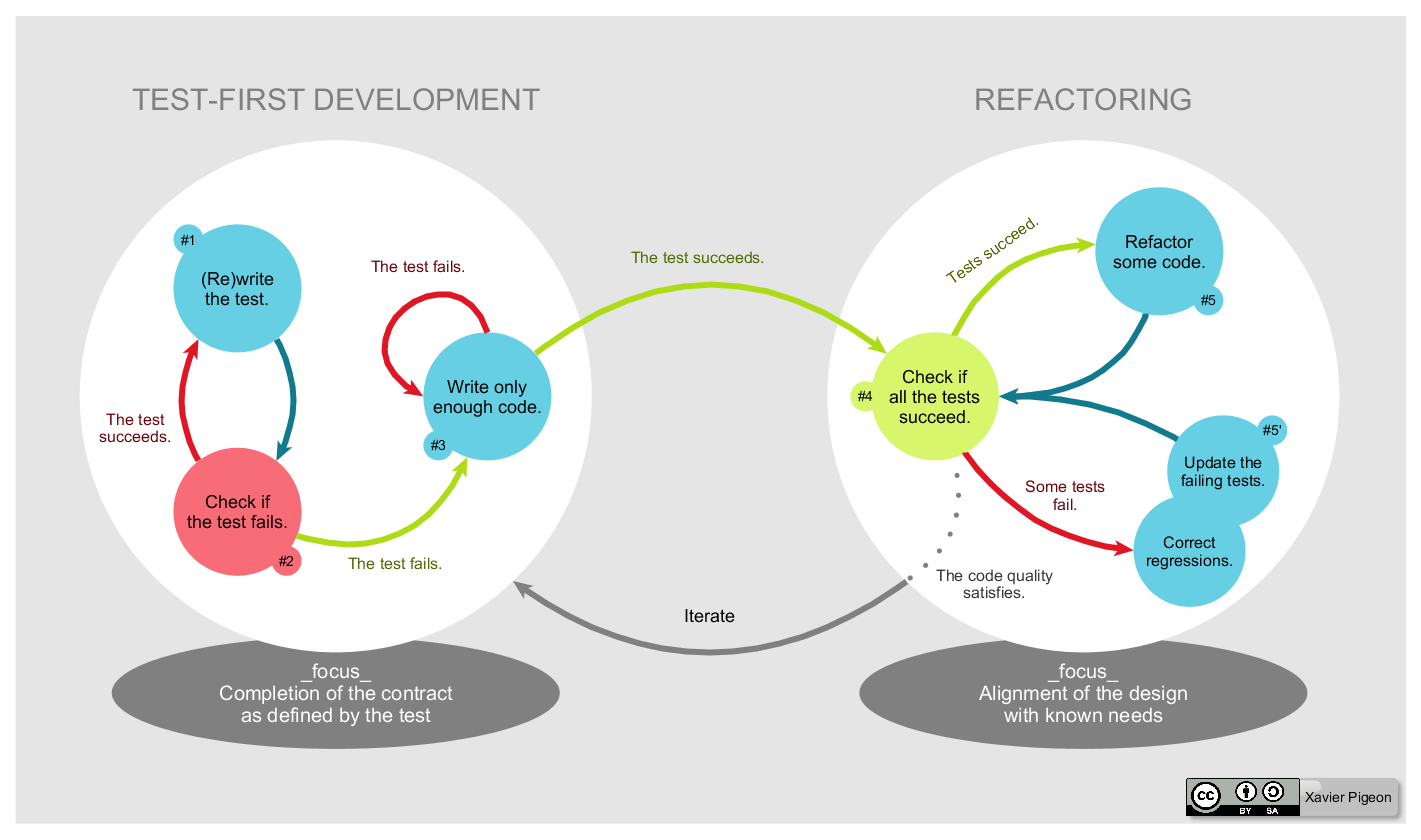 TEST-FIRST DEVELOPMENT
REFACTORING
#1
(Re)write
the test.
The test
succeeds.
Check if
the test fails.
#2
The test fails.
The test fails.
Write only
enough code.
#3
The test succeeds.
Tests succeed.
Refactor
some code.
#5
#4
Check if
all the tests
succeed.
Some tests
fail.
#5'
Update the
failing tests.
Correct
regressions.
The code quality
satisfies.
Iterate
_focus_
Completion of the contract
as defined by the test
_focus_
Alignment of the design
with known needs
cc
BY SA
Xavier Pigeon